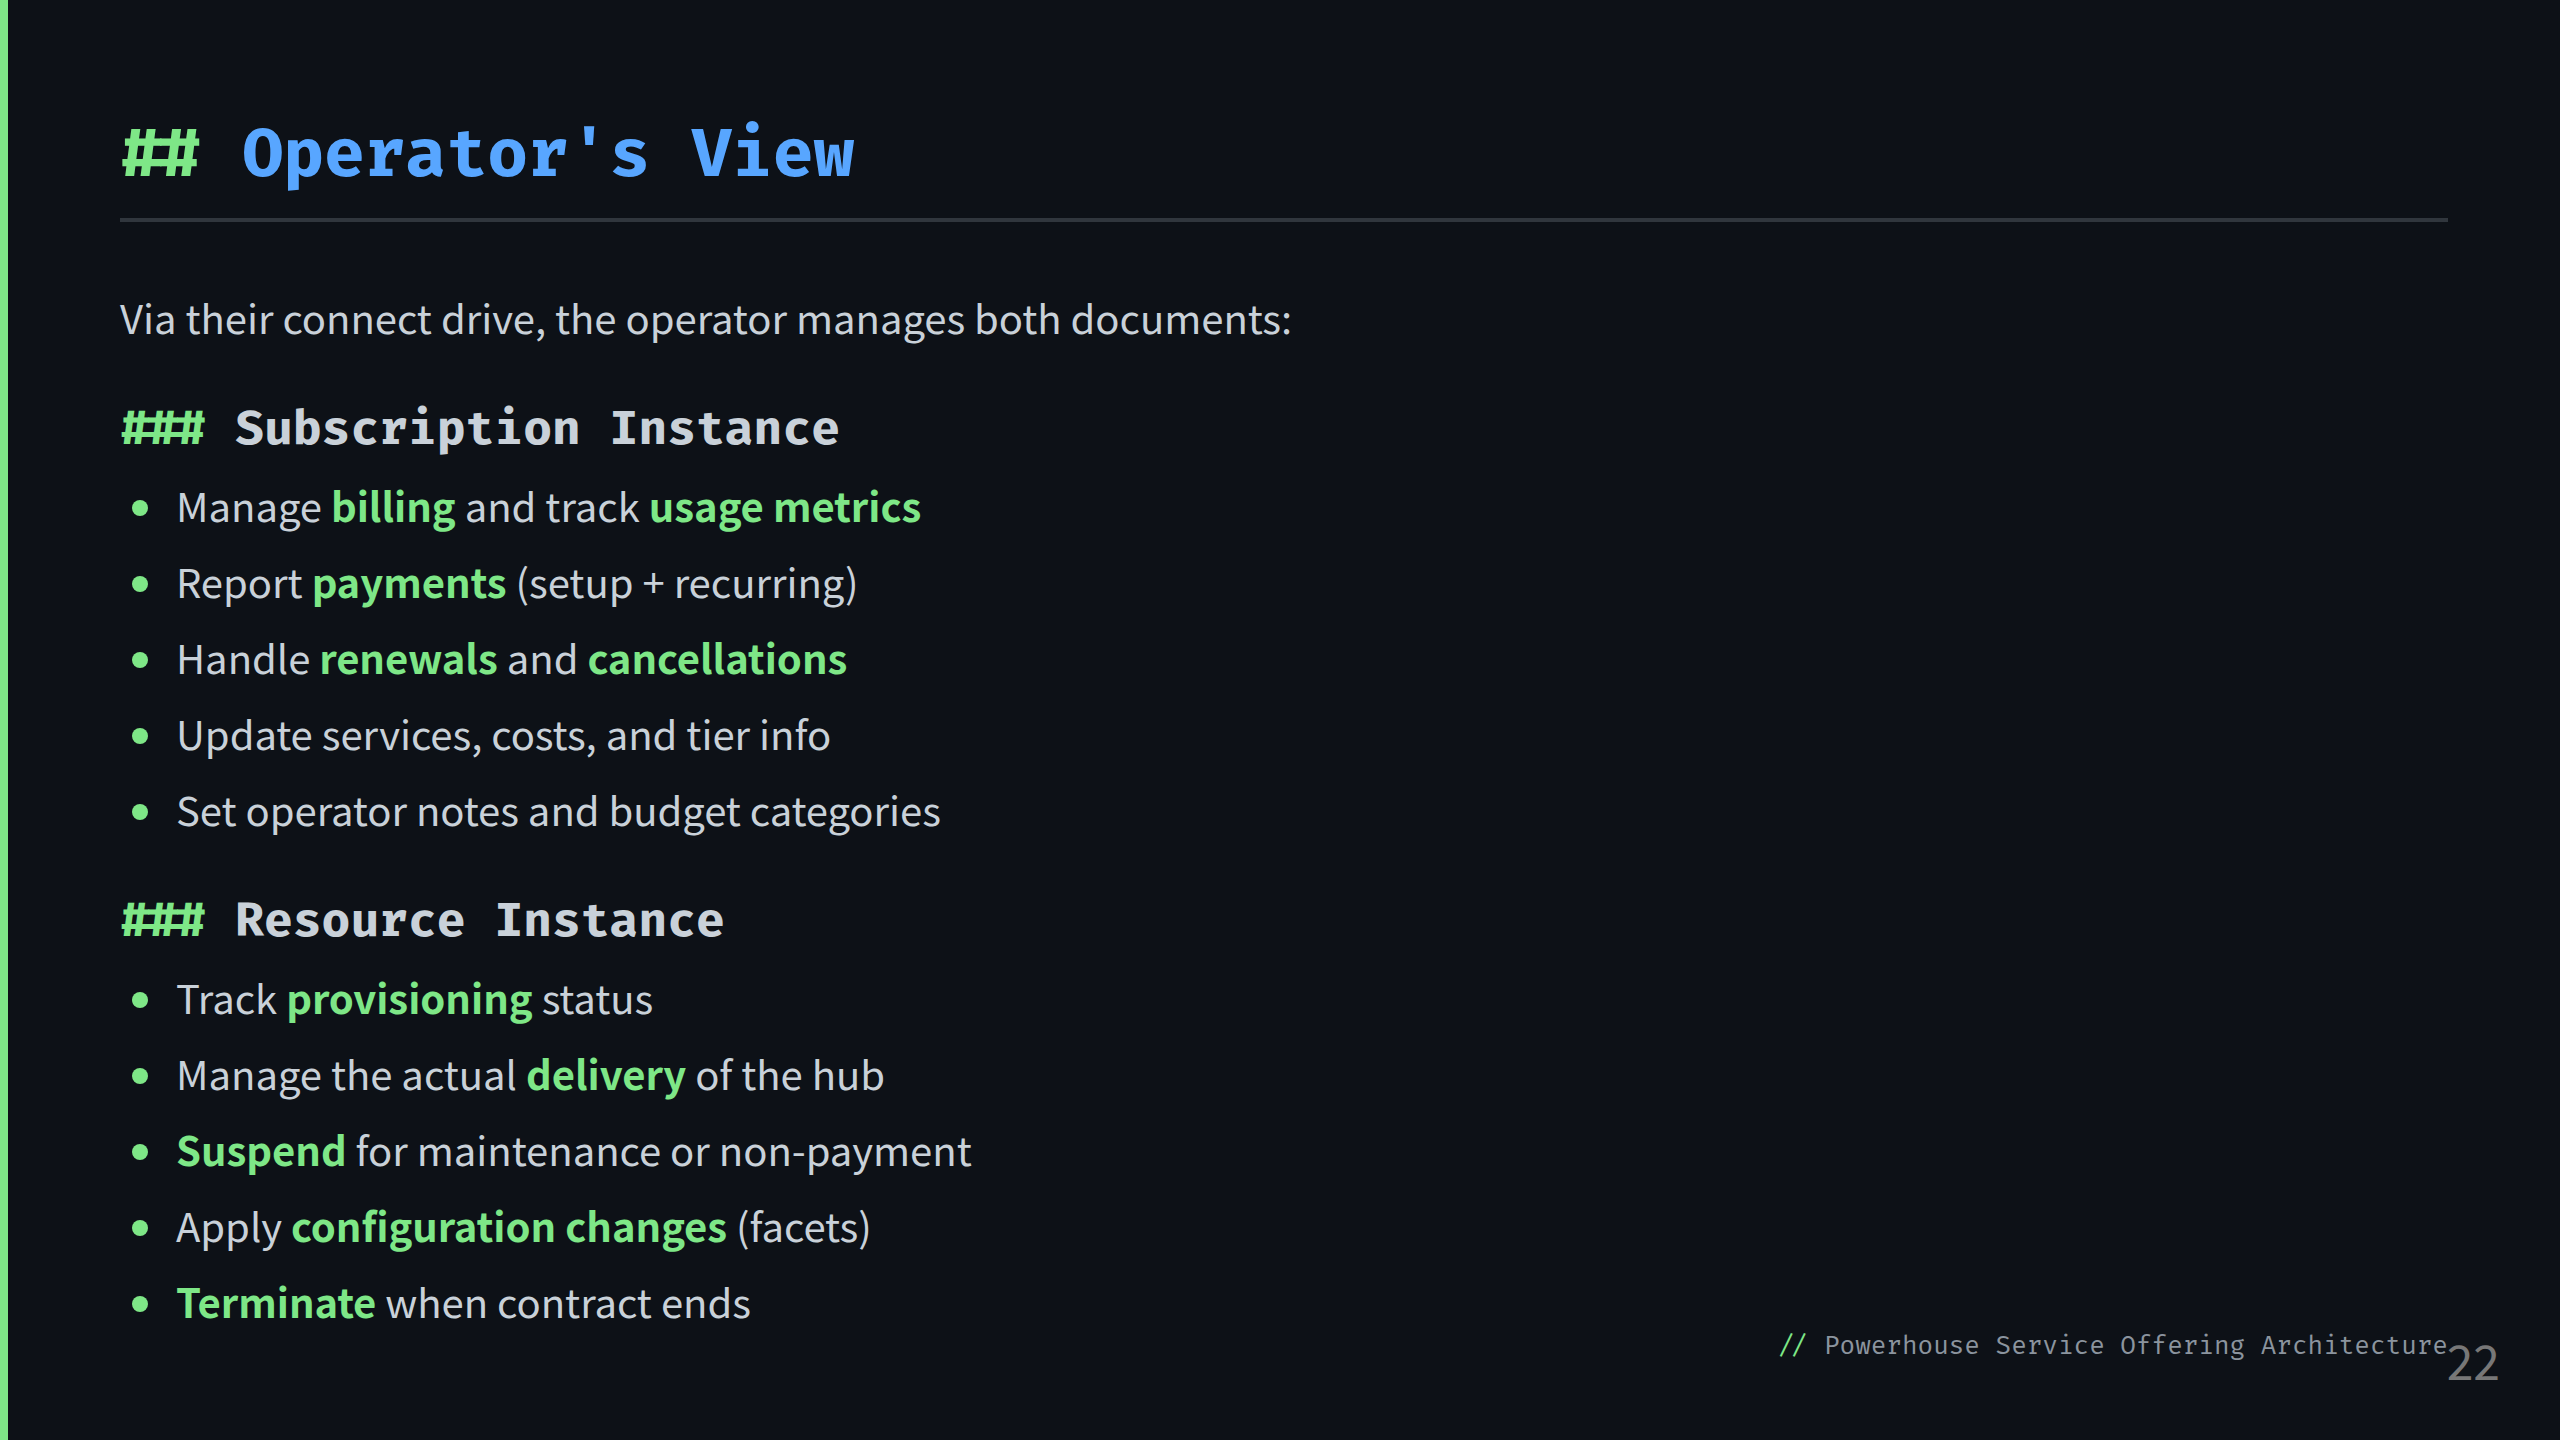 ## Operator's View
Via their connect drive, the operator manages both documents:
### Subscription Instance
Manage billing and track usage metrics
Report payments (setup + recurring)
Handle renewals and cancellations
Update services, costs, and tier info
Set operator notes and budget categories
### Resource Instance
Track provisioning status
Manage the actual delivery of the hub
Suspend for maintenance or non-payment
Apply configuration changes (facets)
Terminate when contract ends
// Powerhouse Service Offering Architecture
22